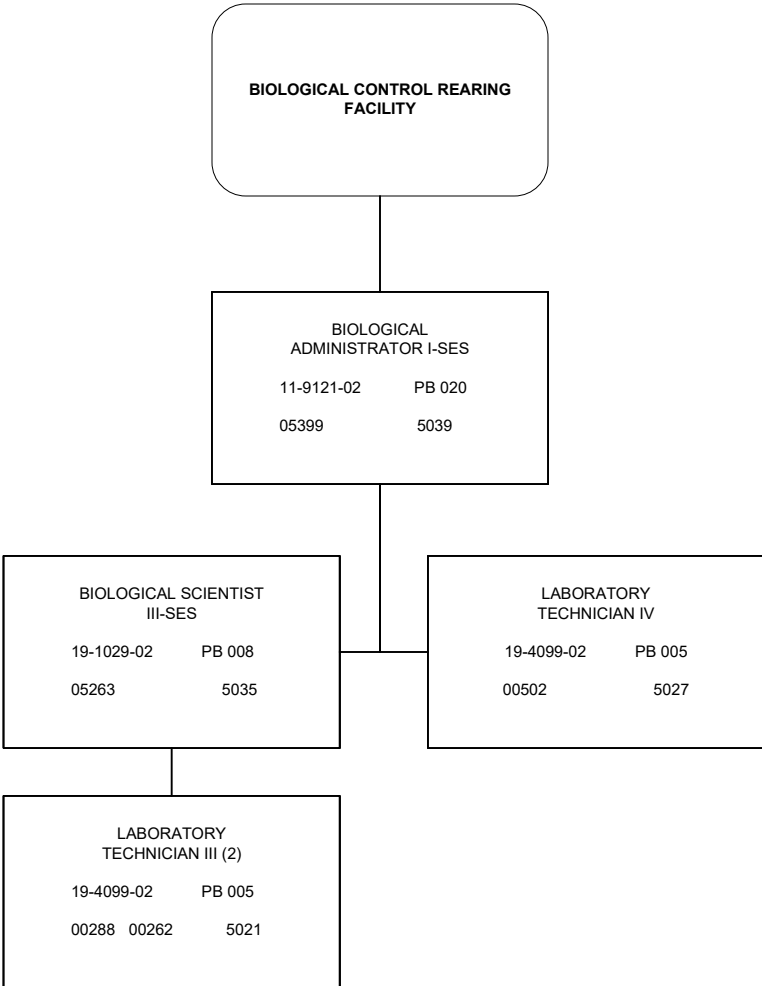 BIOLOGICAL CONTROL REARING
FACILITY
BIOLOGICAL
ADMINISTRATOR I-SES
11-9121-02 PB 020
05399 5039
BIOLOGICAL SCIENTIST
III-SES
19-1029-02 PB 008
05263 5035
LABORATORY
TECHNICIAN IV
19-4099-02 PB 005
00502 5027
LABORATORY
TECHNICIAN III (2)
19-4099-02 PB 005
00288 00262 5021